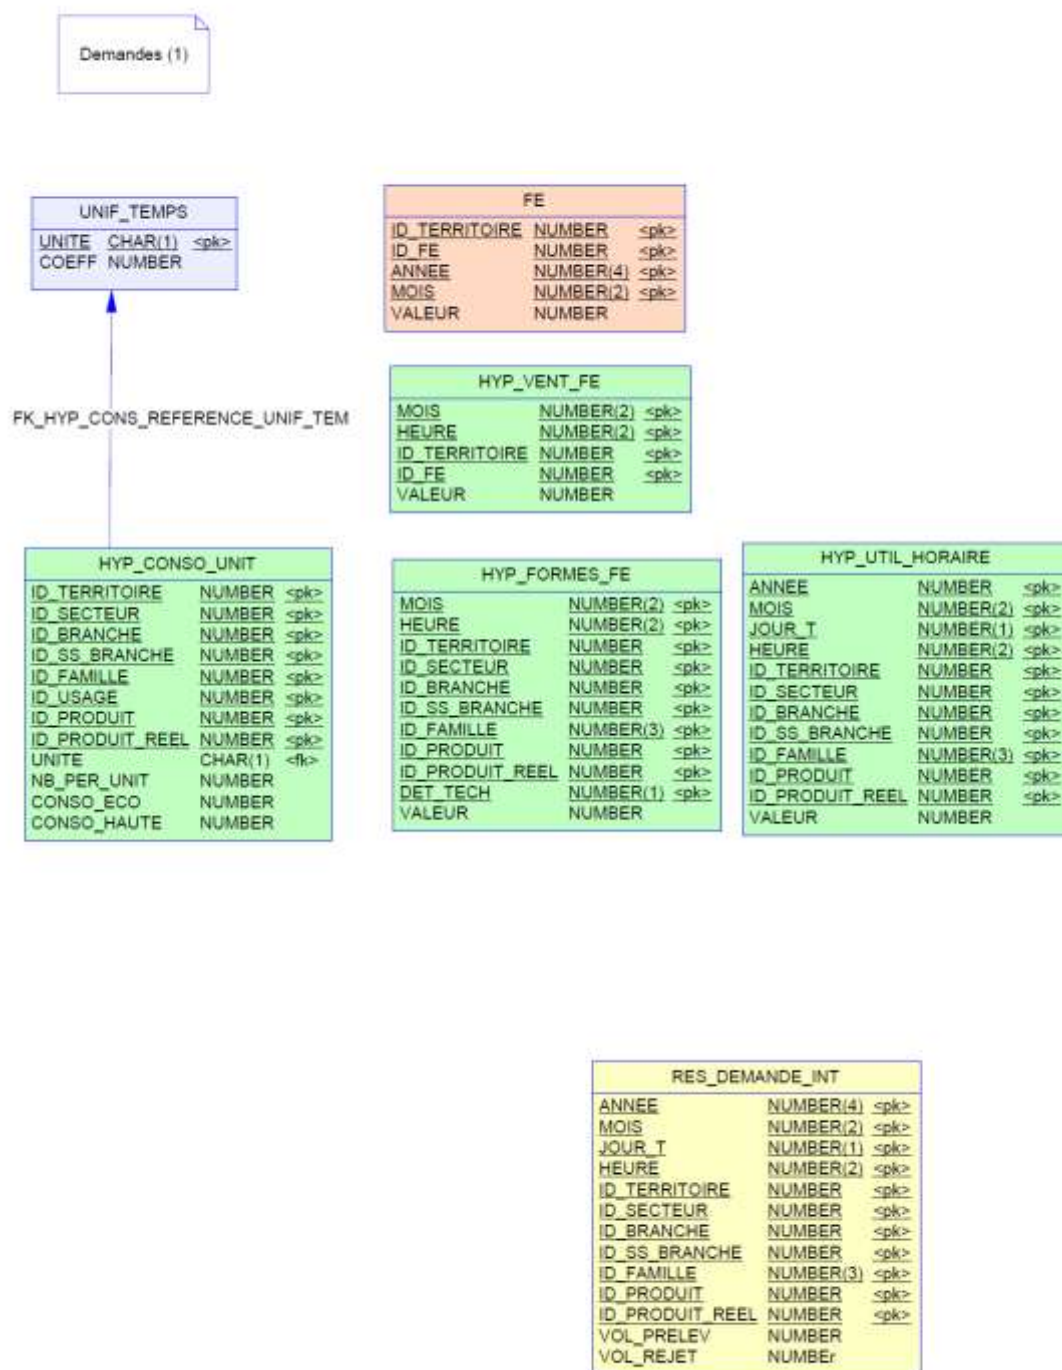 Demandes (1)
UNIF_TEMPS
UNITE CHAR(1) <pk>
COEFF NUMBER
FE
ID_TERRITOIRE NUMBER <pk>
ID_FE NUMBER <pk>
ANNEE NUMBER(4) <pk>
MOIS NUMBER(2) <pk>
VALEUR NUMBER
HYP_VENT_FE
MOIS NUMBER(2) <pk>
HEURE NUMBER(2) <pk>
ID_TERRITOIRE NUMBER <pk>
ID_FE NUMBER <pk>
VALEUR NUMBER
FK_HYP_CONS_REFERENCE_UNIF_TEM
HYP_CONSO_UNIT
ID_TERRITOIRE NUMBER <pk>
ID_SECTEUR NUMBER <pk>
ID_BRANCHE NUMBER <pk>
ID_SS_BRANCHE NUMBER <pk>
ID_FAMILLE NUMBER <pk>
ID_USAGE NUMBER <pk>
ID_PRODUIT NUMBER <pk>
ID_PRODUIT_REEL NUMBER <pk>
UNITE CHAR(1) <fk>
NB_PER_UNIT NUMBER
CONSO_ECO NUMBER
CONSO_HAUTE NUMBER
HYP_FORMES_FE
MOIS NUMBER(2) <pk>
HEURE NUMBER(2) <pk>
ID_TERRITOIRE NUMBER <pk>
ID_SECTEUR NUMBER <pk>
ID_BRANCHE NUMBER <pk>
ID_SS_BRANCHE NUMBER <pk>
ID_FAMILLE NUMBER(3) <pk>
ID_PRODUIT NUMBER <pk>
ID_PRODUIT_REEL NUMBER <pk>
DET_TECH NUMBER(1) <pk>
VALEUR NUMBER
HYP_UTIL_HORAIRE
ANNEE NUMBER <pk>
MOIS NUMBER(2) <pk>
JOUR_T NUMBER(1) <pk>
HEURE NUMBER(2) <pk>
ID_TERRITOIRE NUMBER <pk>
ID_SECTEUR NUMBER <pk>
ID_BRANCHE NUMBER <pk>
ID_SS_BRANCHE NUMBER <pk>
ID_FAMILLE NUMBER(3) <pk>
ID_PRODUIT NUMBER <pk>
ID_PRODUIT_REEL NUMBER <pk>
VALEUR NUMBER
RES_DEMANDE_INT
ANNEE NUMBER(4) <pk>
MOIS NUMBER(2) <pk>
JOUR_T NUMBER(1) <pk>
HEURE NUMBER(2) <pk>
ID_TERRITOIRE NUMBER <pk>
ID_SECTEUR NUMBER <pk>
ID_BRANCHE NUMBER <pk>
ID_SS_BRANCHE NUMBER <pk>
ID_FAMILLE NUMBER(3) <pk>
ID_PRODUIT NUMBER <pk>
ID_PRODUIT_REEL NUMBER <pk>
VOL_PRELEV NUMBER
VOL_REJET NUMBEr